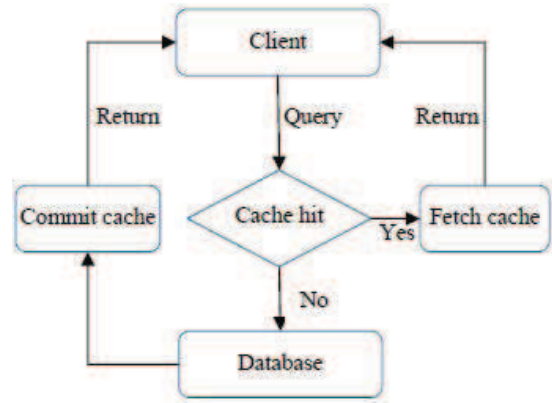 Client
Return
Query
Return
Commit cache
Cache hit
Fetch cache
Yes
No
Database